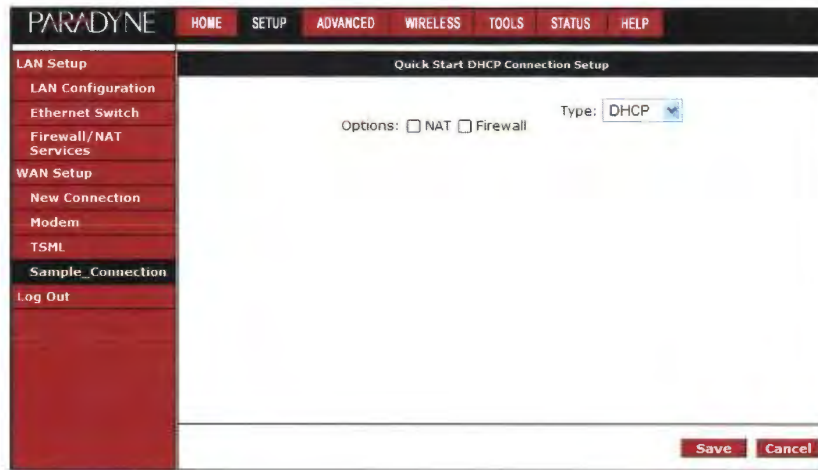 PARADYNE
HOME SETUP ADVANCED WIRELESS TOOLS STATUS HELP
LAN Setup
LAN Configuration
Ethernet Switch
Firewall/NAT
Services
WAN Setup
New Connection
Modem
TSML
Sample_Connection
Log Out
Quick Start DHCP Connection Setup
Type: DHCP
Options: NAT Firewall
Save Cancel